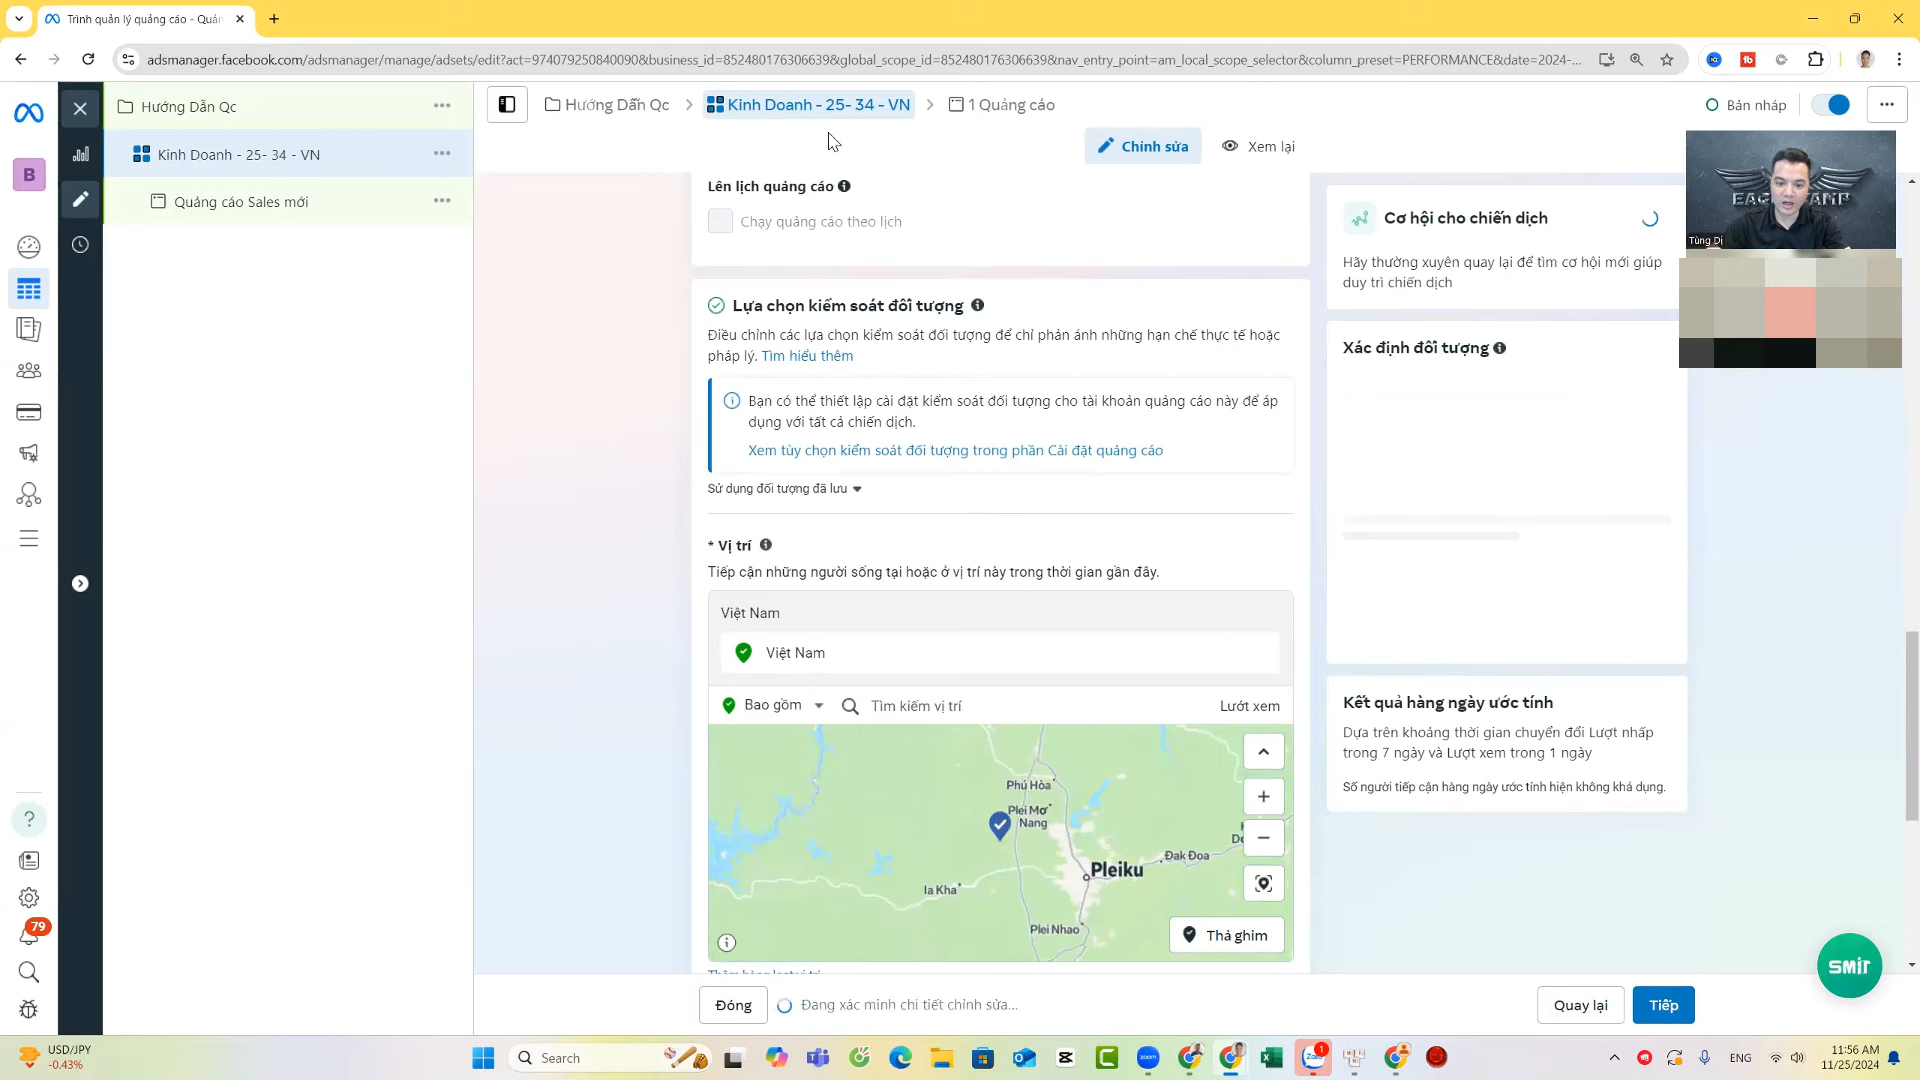 Trình quản lý quảng cáo - Quản
adsmanager.facebook.com/adsmanager/manage/adsets/edit?act=974079250840090&business_id=852480176306639&global_scope_id=852480176306639&nav_entry_point=am_local_scope_selector&column_preset=PERFORMANCE&date=2024-...
Hướng Dẫn Qc
Kinh Doanh - 25- 34 - VN
Quảng cáo Sales mới
B
Hướng Dẫn Qc
Kinh Doanh - 25- 34 - VN
1 Quảng cáo
Bản nháp
Chỉnh sửa
Xem lại
Lên lịch quảng cáo
Chạy quảng cáo theo lịch
Lựa chọn kiểm soát đối tượng
Điều chỉnh các lựa chọn kiểm soát đối tượng để chỉ phản ánh những hạn chế thực tế hoặc
pháp lý. Tìm hiểu thêm
Bạn có thể thiết lập cài đặt kiểm soát đối tượng cho tài khoản quảng cáo này để áp
dụng với tất cả chiến dịch.
Xem tùy chọn kiểm soát đối tượng trong phần Cài đặt quảng cáo
Sử dụng đối tượng đã lưu
* Vị trí
Tiếp cận những người sống tại hoặc ở vị trí này trong thời gian gần đây.
Việt Nam
Việt Nam
Bao gồm
Tìm kiếm vị trí
Lướt xem
Phú Hòa
Plei Mơ
Nang
Pleiku
Đak Đoa
Ia Kha
Plei Nhao
Thả ghim
Cơ hội cho chiến dịch
Hãy thường xuyên quay lại để tìm cơ hội mới giúp
duy trì chiến dịch
Xác định đối tượng
Kết quả hàng ngày ước tính
Dựa trên khoảng thời gian chuyển đổi Lượt nhấp
trong 7 ngày và Lượt xem trong 1 ngày
Số người tiếp cận hàng ngày ước tính hiện không khả dụng.
Tùng Di
smit
79
Đóng
Đang xác minh chi tiết chỉnh sửa...
Quay lại
Tiếp
USD/JPY
-0.43%
Search
Zalo
1
zoom
ENG
11:56 AM
11/25/2024